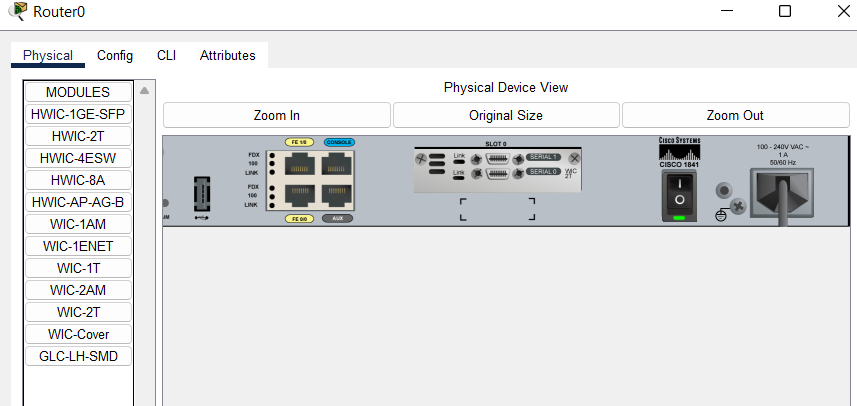 Router0
Physical
Config
CLI
Attributes
MODULES
HWIC-1GE-SFP
HWIC-2T
HWIC-4ESW
HWIC-8A
HWIC-AP-AG-B
WIC-1AM
WIC-1ENET
WIC-1T
WIC-2AM
WIC-2T
WIC-Cover
GLC-LH-SMD
Physical Device View
Zoom In
Original Size
Zoom Out
FE 1/0
CONSOLE
FDX
100
LINK
FDX
100
LINK
FE 0/0
AUX
SLOT 0
Link
SERIAL 1
Link
SERIAL 0
WIC
2T
CISCO SYSTEMS
CISCO 1841
100 - 240V VAC ~
1 A
50/60 Hz